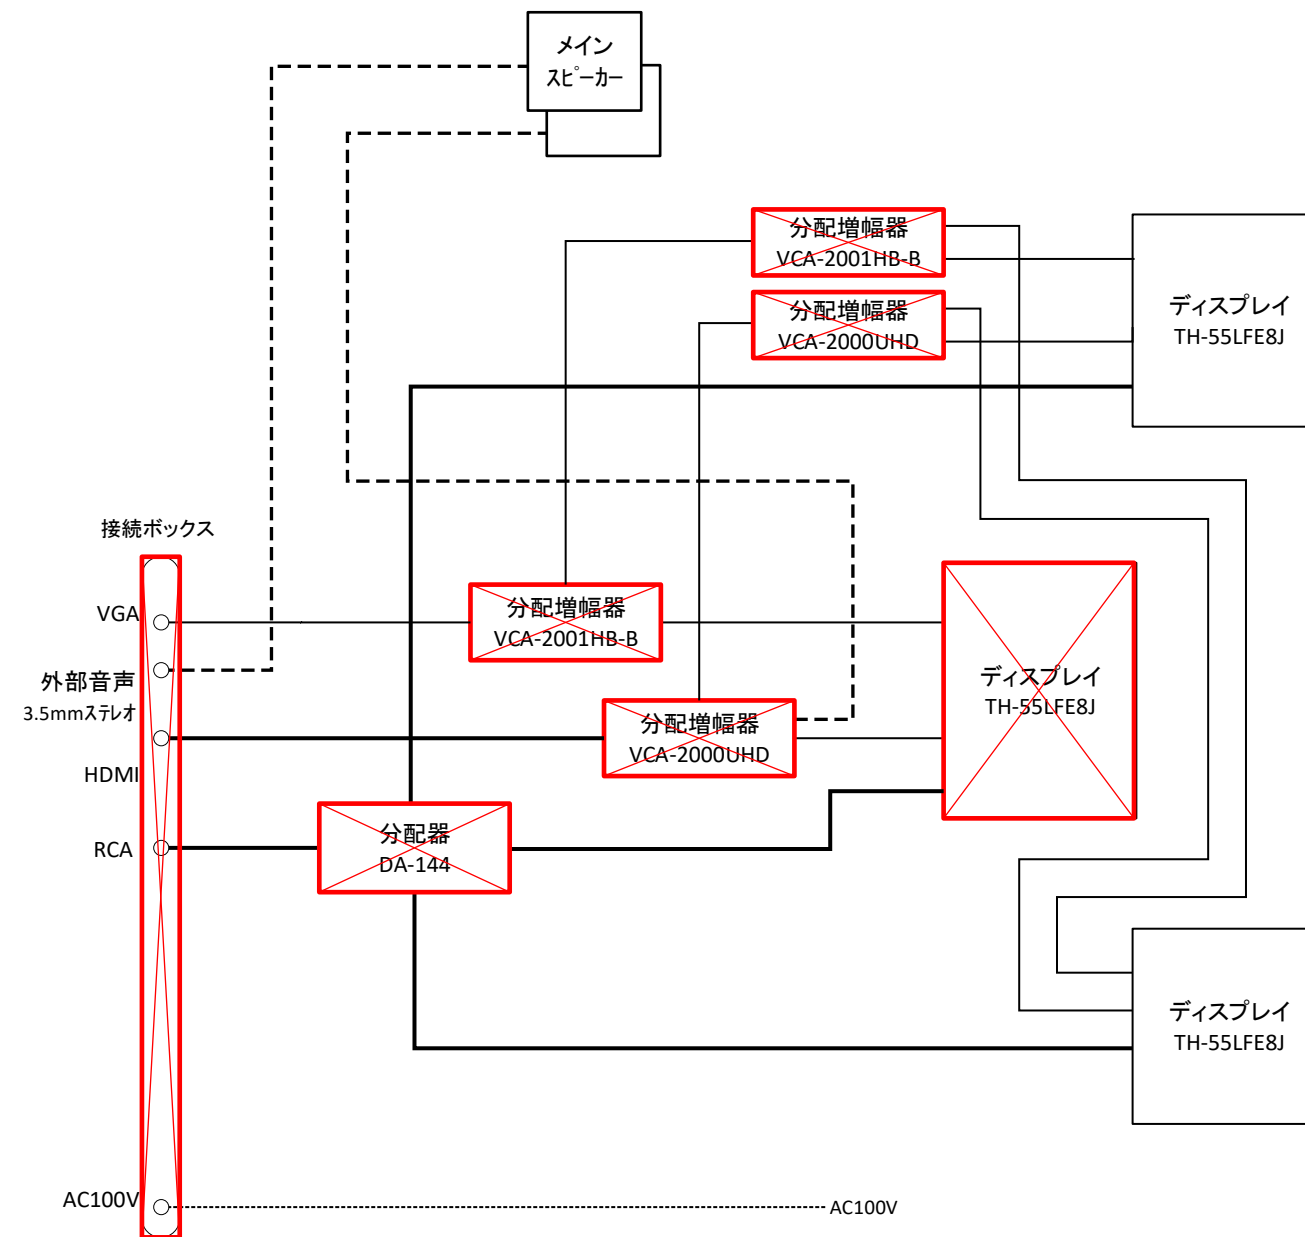 メイン
スピーカー
分配増幅器
VCA-2001HB-B
分配増幅器
VCA-2000UHD
ディスプレイ
TH-55LFE8J
接続ボックス
VGA
外部音声
3.5mmステレオ
HDMI
RCA
AC100V
分配増幅器
VCA-2001HB-B
分配増幅器
VCA-2000UHD
ディスプレイ
TH-55LFE8J
分配器
DA-144
ディスプレイ
TH-55LFE8J
AC100V